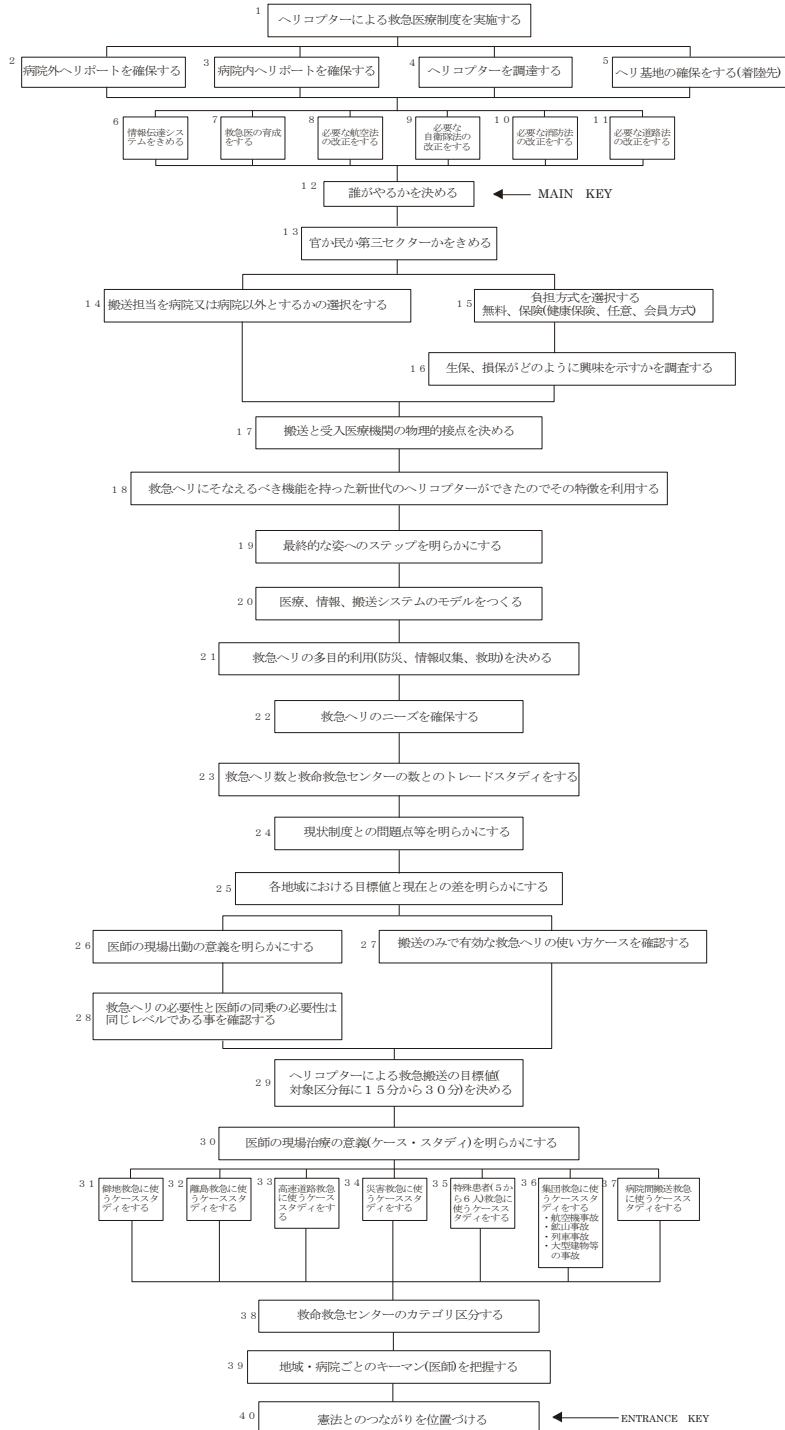 1
ヘリコプターによる救急医療制度を実施する
2
病院外ヘリポートを確保する
3
病院内ヘリポートを確保する
4
ヘリコプターを調達する
5
ヘリ基地の確保をする(着陸先)
6
情報伝達シス
テムをきめる
7
救急医の育成
をする
8
必要な航空法
の改正をする
9
必要な
自衛隊法の
改正をする
10
必要な消防法
の改正をする
11
必要な道路法
の改正をする
12
誰がやるかを決める
MAIN KEY
13
官か民か第三セクターかをきめる
14
搬送担当を病院又は病院以外とするかの選択をする
15
負担方式を選択する
無料、保険(健康保険、任意、会員方式)
16
生保、損保がどのように興味を示すかを調査する
17
搬送と受入医療機関の物理的接点を決める
18
救急ヘリにそなえるべき機能を持った新世代のヘリコプターができたのでその特徴を利用する
19
最終的な姿へのステップを明らかにする
20
医療、情報、搬送システムのモデルをつくる
21
救急ヘリの多目的利用(防災、情報収集、救助)を決める
22
救急ヘリのニーズを確保する
23
救急ヘリ数と救命救急センターの数とのトレードスタディをする
24
現状制度との問題点等を明らかにする
25
各地域における目標値と現在との差を明らかにする
26
医師の現場出勤の意義を明らかにする
27
搬送のみで有効な救急ヘリの使い方ケースを確認する
28
救急ヘリの必要性と医師の同乗の必要性は
同じレベルである事を確認する
29
ヘリコプターによる救急搬送の目標値(
対象区分毎に15分から30分)を決める
30
医師の現場治療の意義(ケース・スタディ)を明らかにする
31
僻地救急に使
うケーススタ
ディをする
32
離島救急に使
うケーススタ
ディをする
33
高速道路救急
に使うケース
スタディをす
る
34
災害救急に使
うケーススタ
ディをする
35
特殊患者(5か
ら6人)救急に
使うケースス
タディをする
36
集団救急に使
うケーススタ
ディをする
・航空機事故
・鉱山事故
・列車事故
・大型建物等
の事故
37
病院間搬送救急
に使うケースス
タディをする
38
救命救急センターのカテゴリ区分する
39
地域・病院ごとのキーマン(医師)を把握する
40
憲法とのつながりを位置づける
ENTRANCE KEY